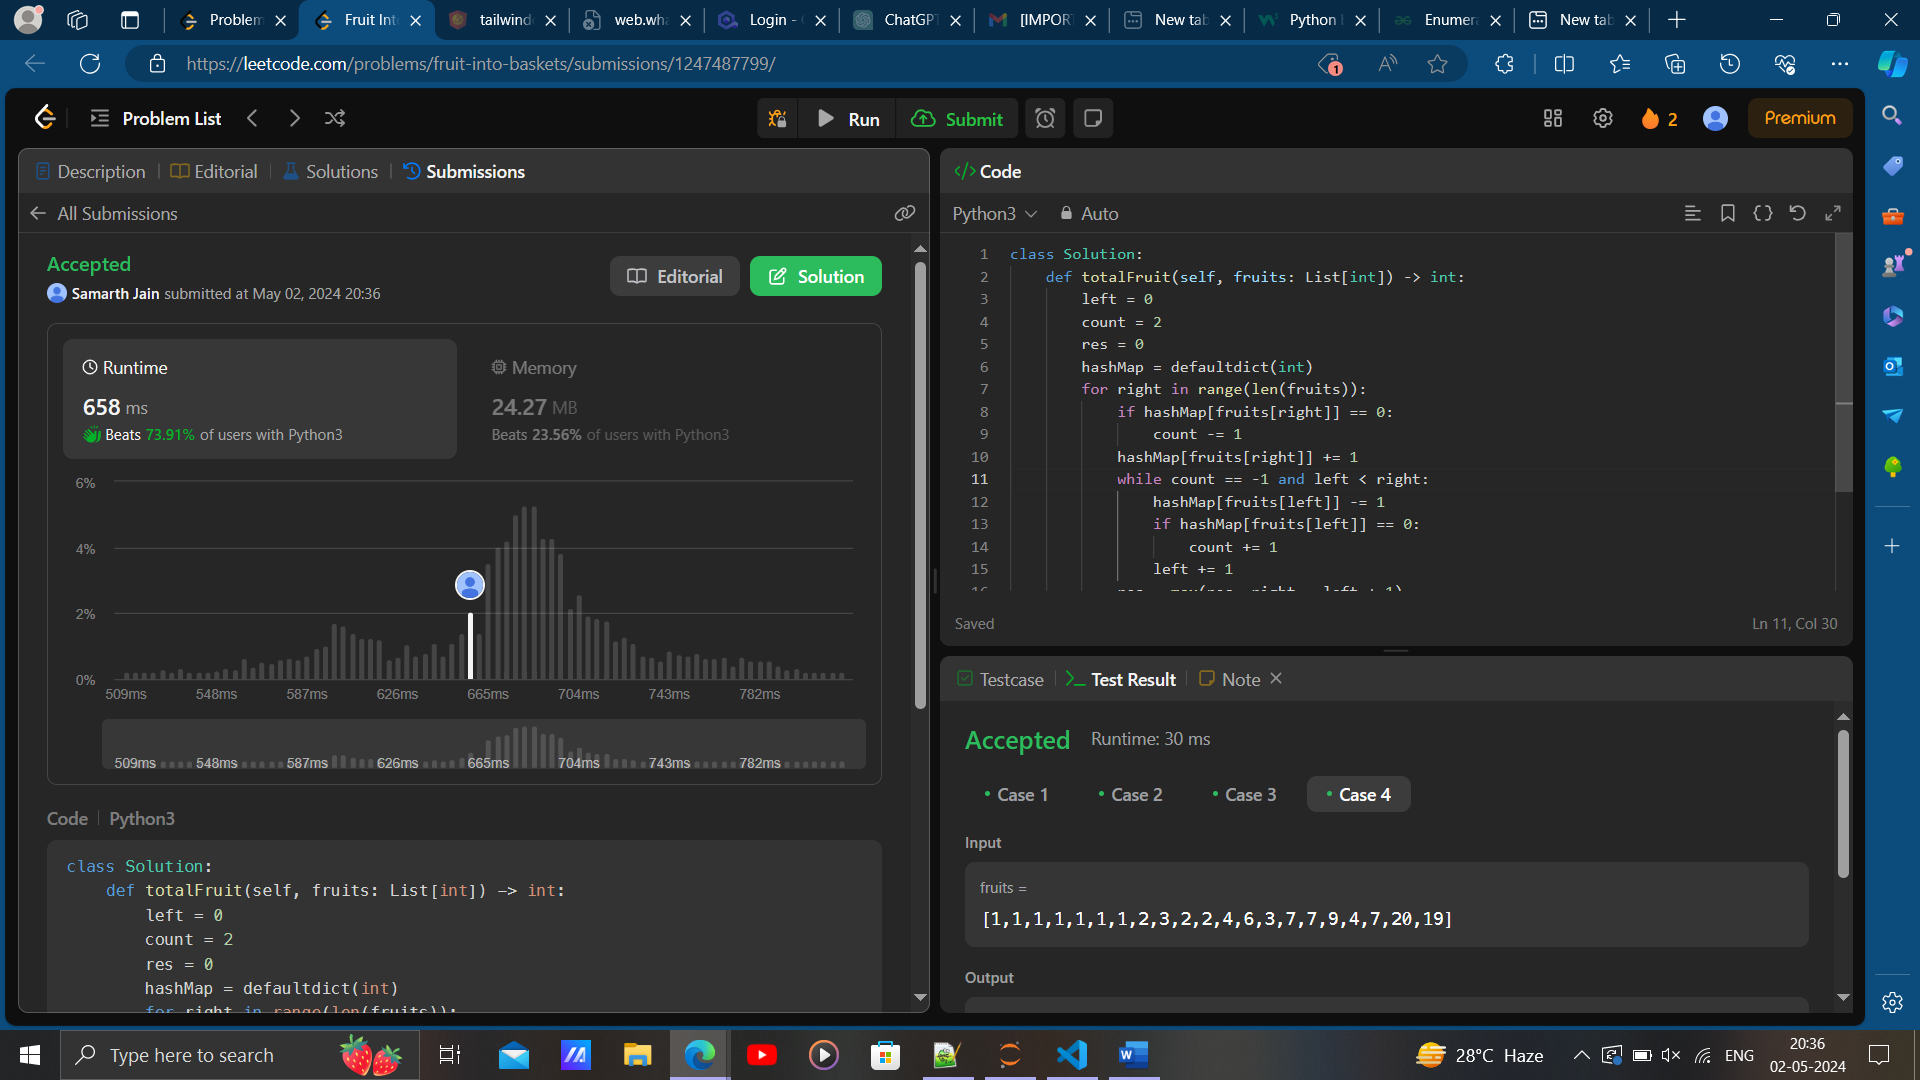 Problem
Fruit Int
tailwind
web.wha
Login -
ChatGP
[IMPOR
New tab
Python
Enumer
New tab
https://leetcode.com/problems/fruit-into-baskets/submissions/1247487799/
1
Problem List
Run
Submit
2
Premium
Description
Editorial
Solutions
Submissions
All Submissions
Accepted
Editorial
Solution
Samarth Jain submitted at May 02, 2024 20:36
Runtime
Memory
658 ms
24.27 MB
Beats 73.91% of users with Python3
Beats 23.56% of users with Python3
6%
4%
2%
0%
509ms 548ms 587ms 626ms 665ms 704ms 743ms 782ms
509ms 548ms 587ms 626ms 665ms 704ms 743ms 782ms
Code
Python3
class Solution:
def totalFruit(self, fruits: List[int]) -> int:
left = 0
count = 2
res = 0
hashMap = defaultdict(int)
for right in range(len(fruits)):
Code
Python3
Auto
1 class Solution:
2 def totalFruit(self, fruits: List[int]) -> int:
3 left = 0
4 count = 2
5 res = 0
6 hashMap = defaultdict(int)
7 for right in range(len(fruits)):
8 if hashMap[fruits[right]] == 0:
9 count -= 1
10 hashMap[fruits[right]] += 1
11 while count == -1 and left < right:
12 hashMap[fruits[left]] -= 1
13 if hashMap[fruits[left]] == 0:
14 count += 1
15 left += 1
16 res = max(res, right - left + 1)
Saved
Ln 11, Col 30
Testcase
Test Result
Note
Accepted
Runtime: 30 ms
Case 1
Case 2
Case 3
Case 4
Input
fruits =
[1,1,1,1,1,1,1,2,3,2,2,4,6,3,7,7,9,4,7,20,19]
Output
Type here to search
28°C Haze
ENG
20:36
02-05-2024